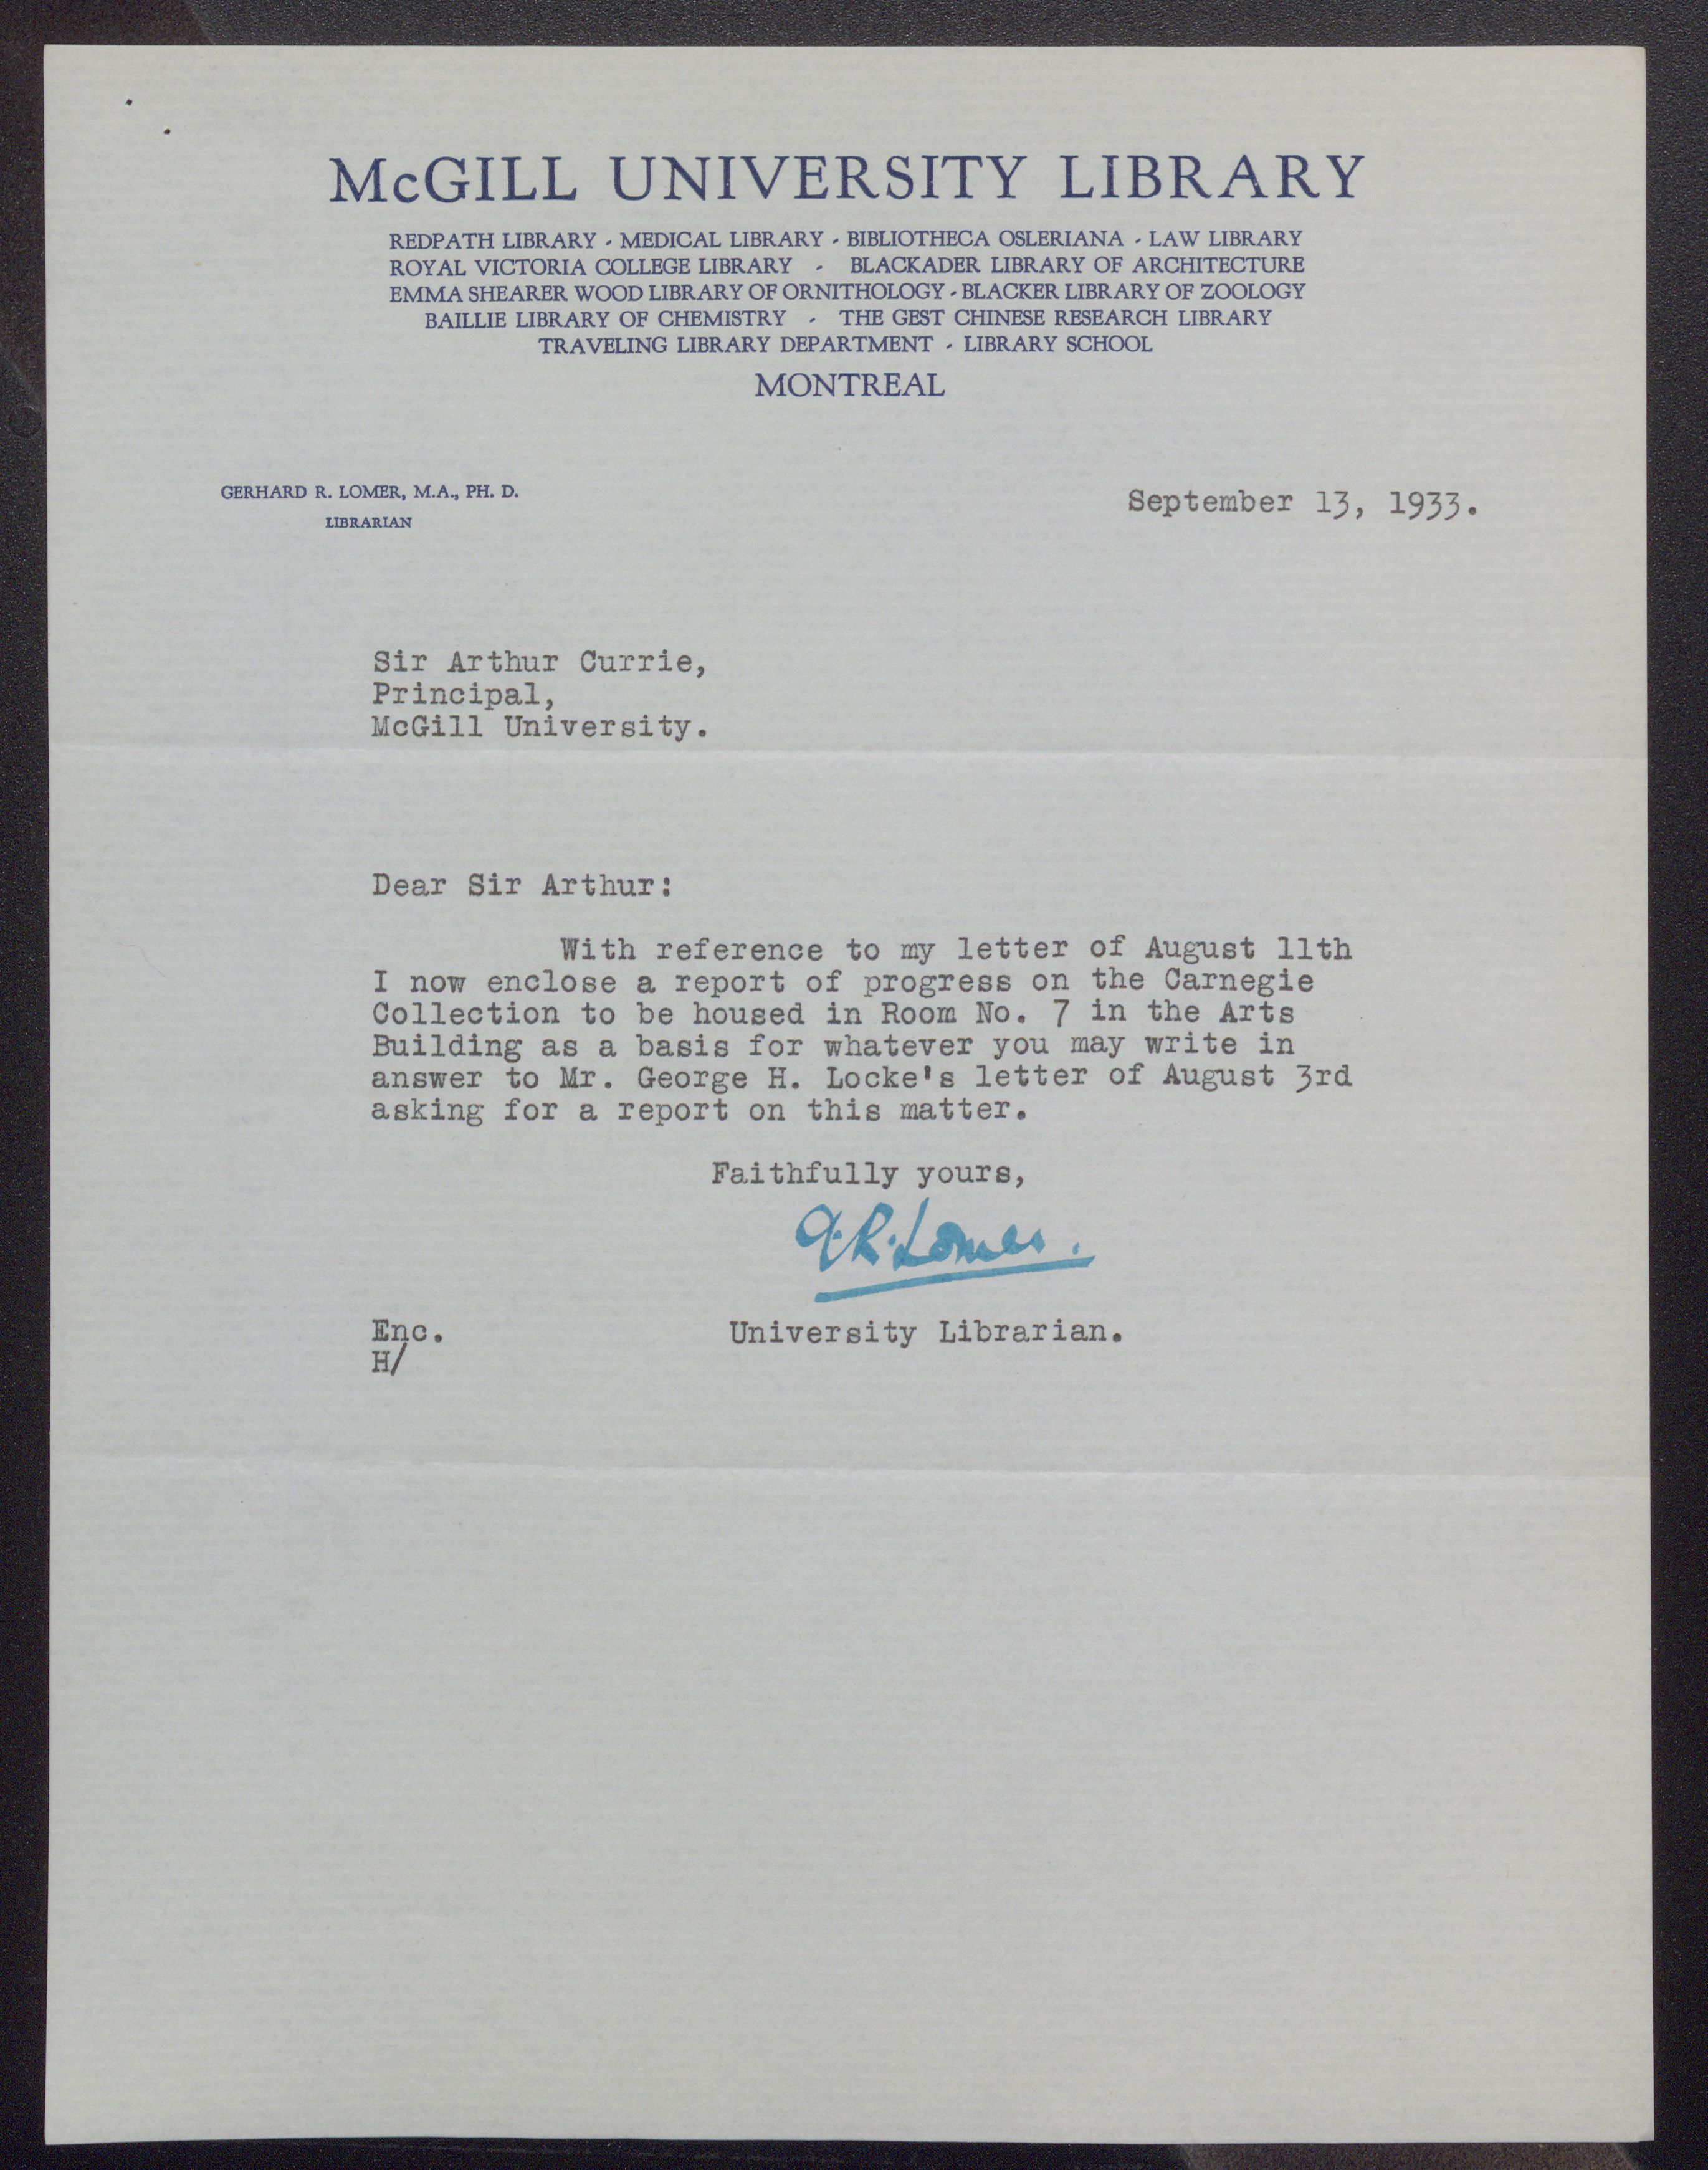 McGILL UNIVERSITY LIBRARY
REDPATH LIBRARY - MEDICAL LIBRARY - BIBLIOTHECA OSLERIANA - LAW LIBRARY
ROYAL VICTORIA COLLEGE LIBRARY - BLACKADER LIBRARY OF ARCHITECTURE
EMMA SHEARER WOOD LIBRARY OF ORNITHOLOGY - BLACKER LIBRARY OF ZOOLOGY
BAILLIE LIBRARY OF CHEMISTRY - THE GEST CHINESE RESEARCH LIBRARY
TRAVELING LIBRARY DEPARTMENT - LIBRARY SCHOOL
MONTREAL
GERHARD R. LOMER, M.A., PH. D.
LIBRARIAN
September 13, 1933.
Sir Arthur Currie,
Principal,
McGill University.
Dear Sir Arthur:
With reference to my letter of August 11th
I now enclose a report of progress on the Carnegie
Collection to be housed in Room No. 7 in the Arts
Building as a basis for whatever you may write in
answer to Mr. George H. Locke's letter of August 3rd
asking for a report on this matter.
Faithfully yours,
G.R. Lomer.
Enc. University Librarian.
H/